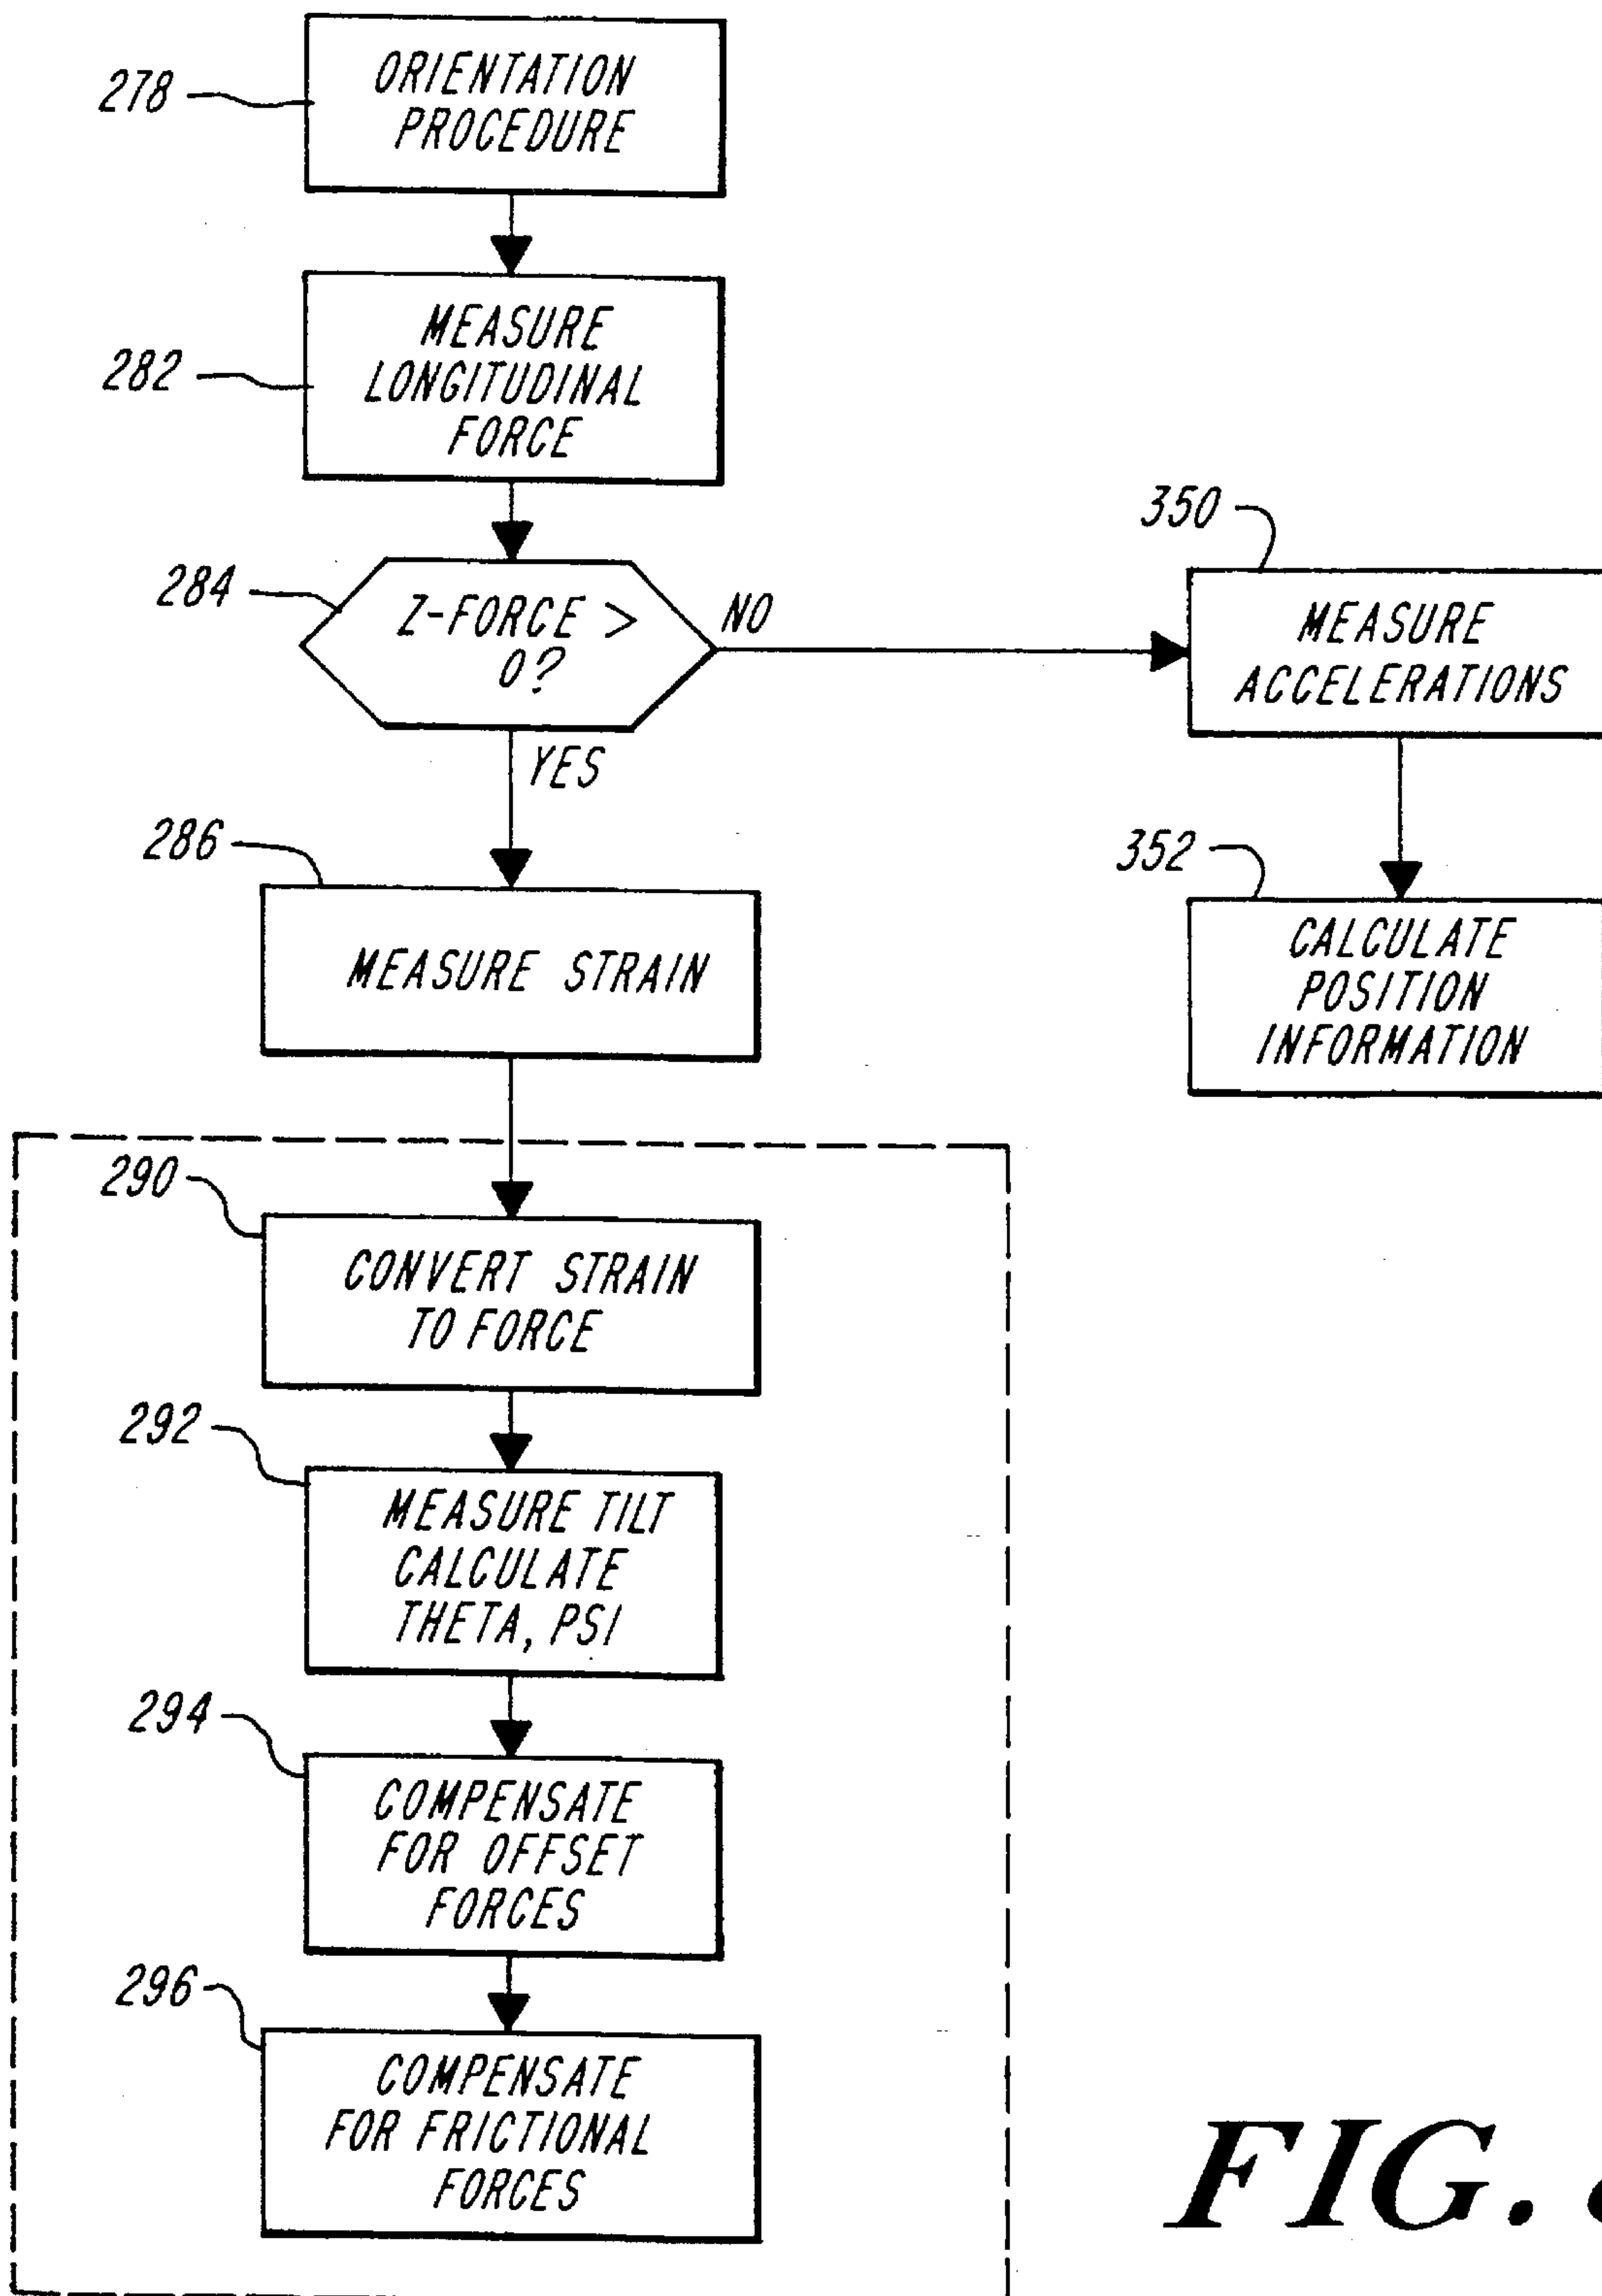 278
ORIENTATION
PROCEDURE
282
MEASURE
LONGITUDINAL
FORCE
284
Z-FORCE >
0?
NO
YES
350
MEASURE
ACCELERATIONS
352
CALCULATE
POSITION
INFORMATION
286
MEASURE STRAIN
290
CONVERT STRAIN
TO FORCE
292
MEASURE TILT
CALCULATE
THETA, PSI
294
COMPENSATE
FOR OFFSET
FORCES
296
COMPENSATE
FOR FRICTIONAL
FORCES
FIG.